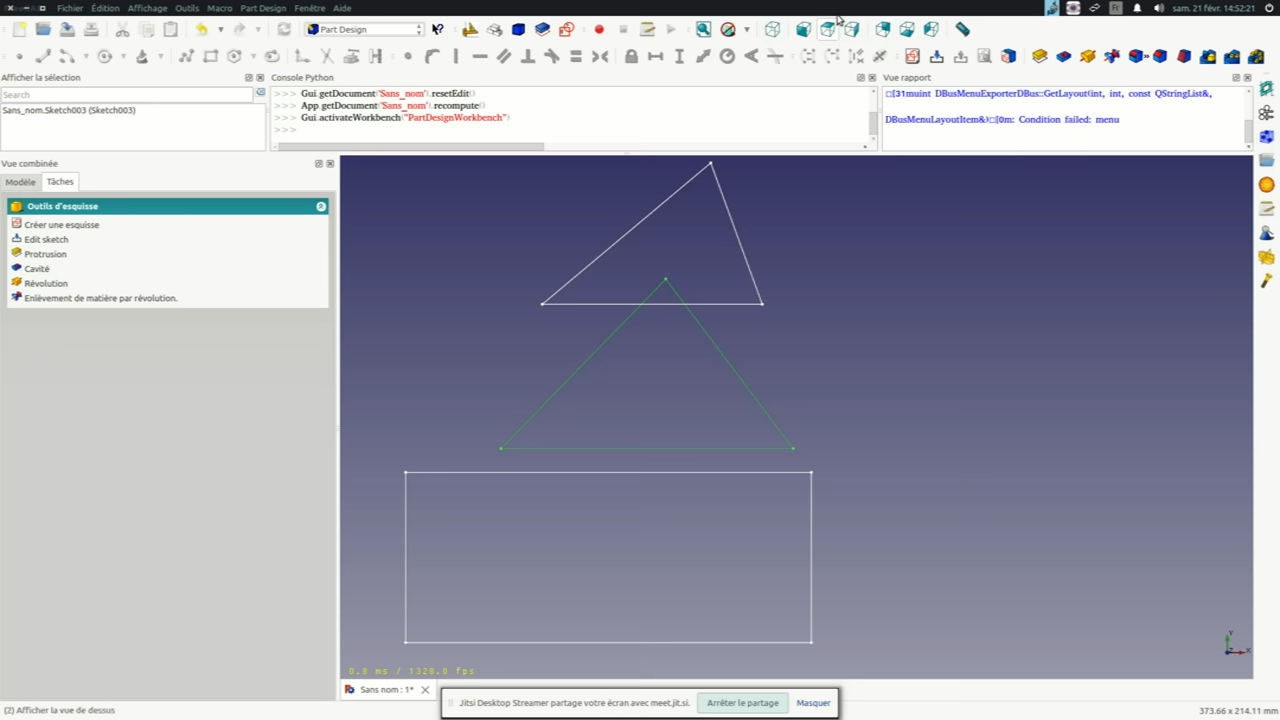 Fichier Édition Affichage Outils Macro Part Design Fenêtre Aide
Fr
sam. 21 févr. 14:52:21
Part Design
Afficher la sélection
Search
Sans_nom.Sketch003 (Sketch003)
Console Python
>>> Gui.getDocument("Sans_nom").resetEdit()
>>> App.getDocument("Sans_nom").recompute()
>>> Gui.activateWorkbench("PartDesignWorkbench")
>>>
Vue rapport
□[31muint DBusMenuExporterDBus::GetLayout(int, int, const QStringList&,
DBusMenuLayoutItem&)□[0m: Condition failed: menu
Vue combinée
Modèle Tâches
Outils d'esquisse
Créer une esquisse
Edit sketch
Protrusion
Cavité
Révolution
Enlèvement de matière par révolution.
0.8 ms / 1328.0 fps
Y
Z
X
Sans nom : 1*
Jitsi Desktop Streamer partage votre écran avec meet.jit.si.
Arrêter le partage
Masquer
(2) Afficher la vue de dessus
373.66 x 214.11 mm